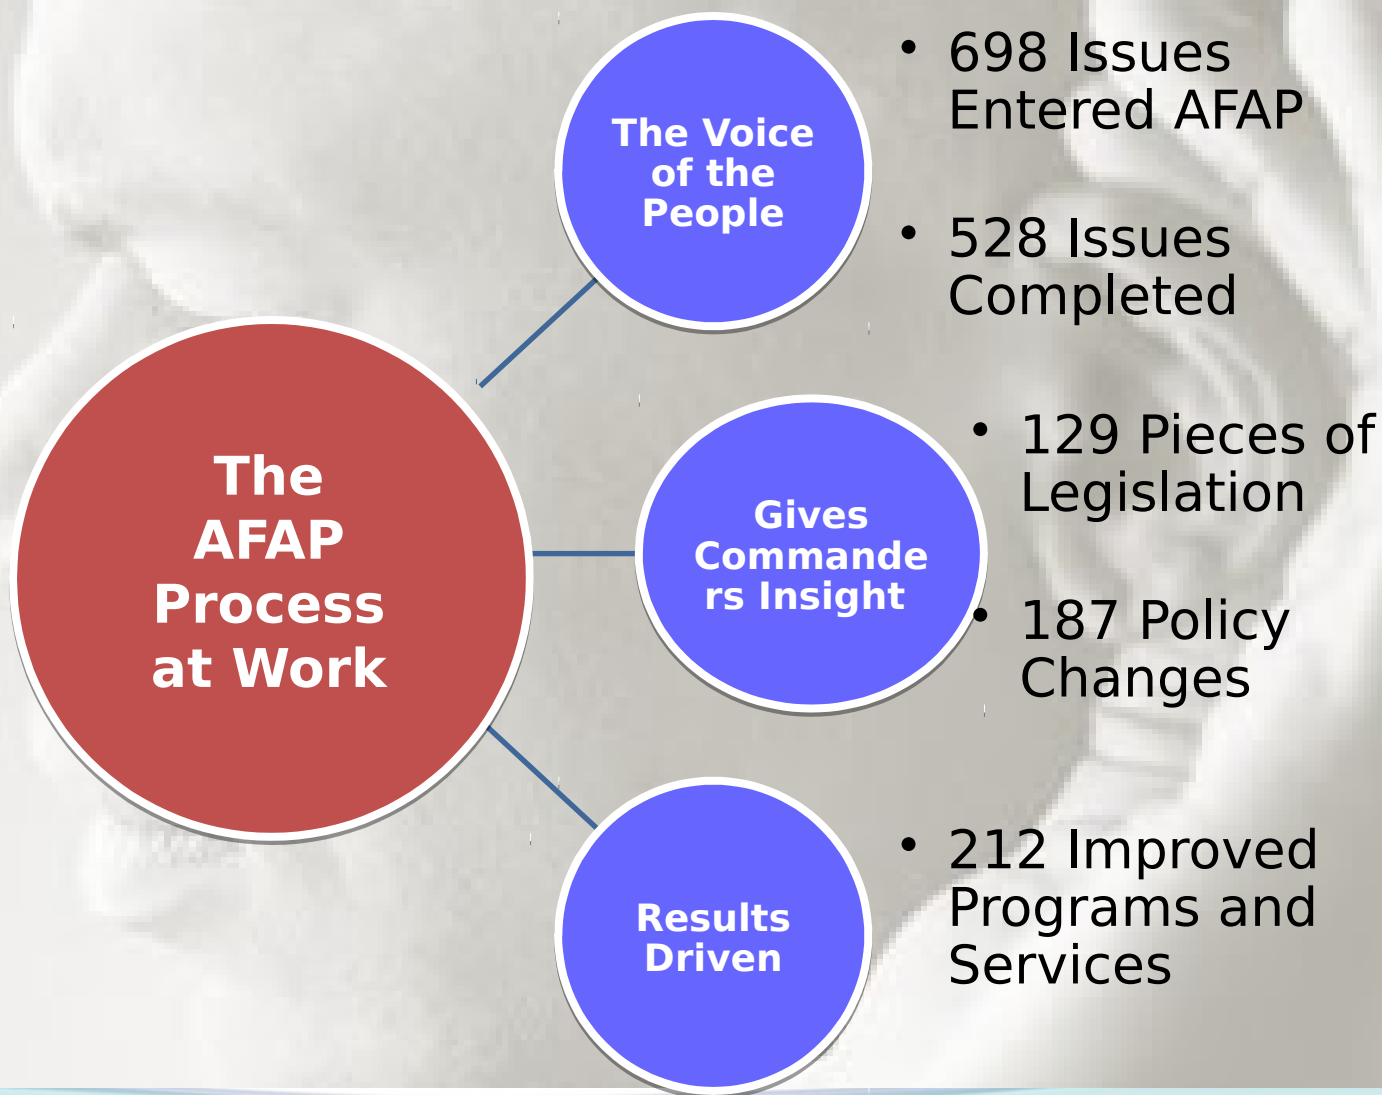 The
AFAP
Process
at Work
The Voice
of the
People
• 698 Issues
Entered AFAP
• 528 Issues
Completed
Gives
Commande
rs Insight
• 129 Pieces of
Legislation
• 187 Policy
Changes
Results
Driven
• 212 Improved
Programs and
Services